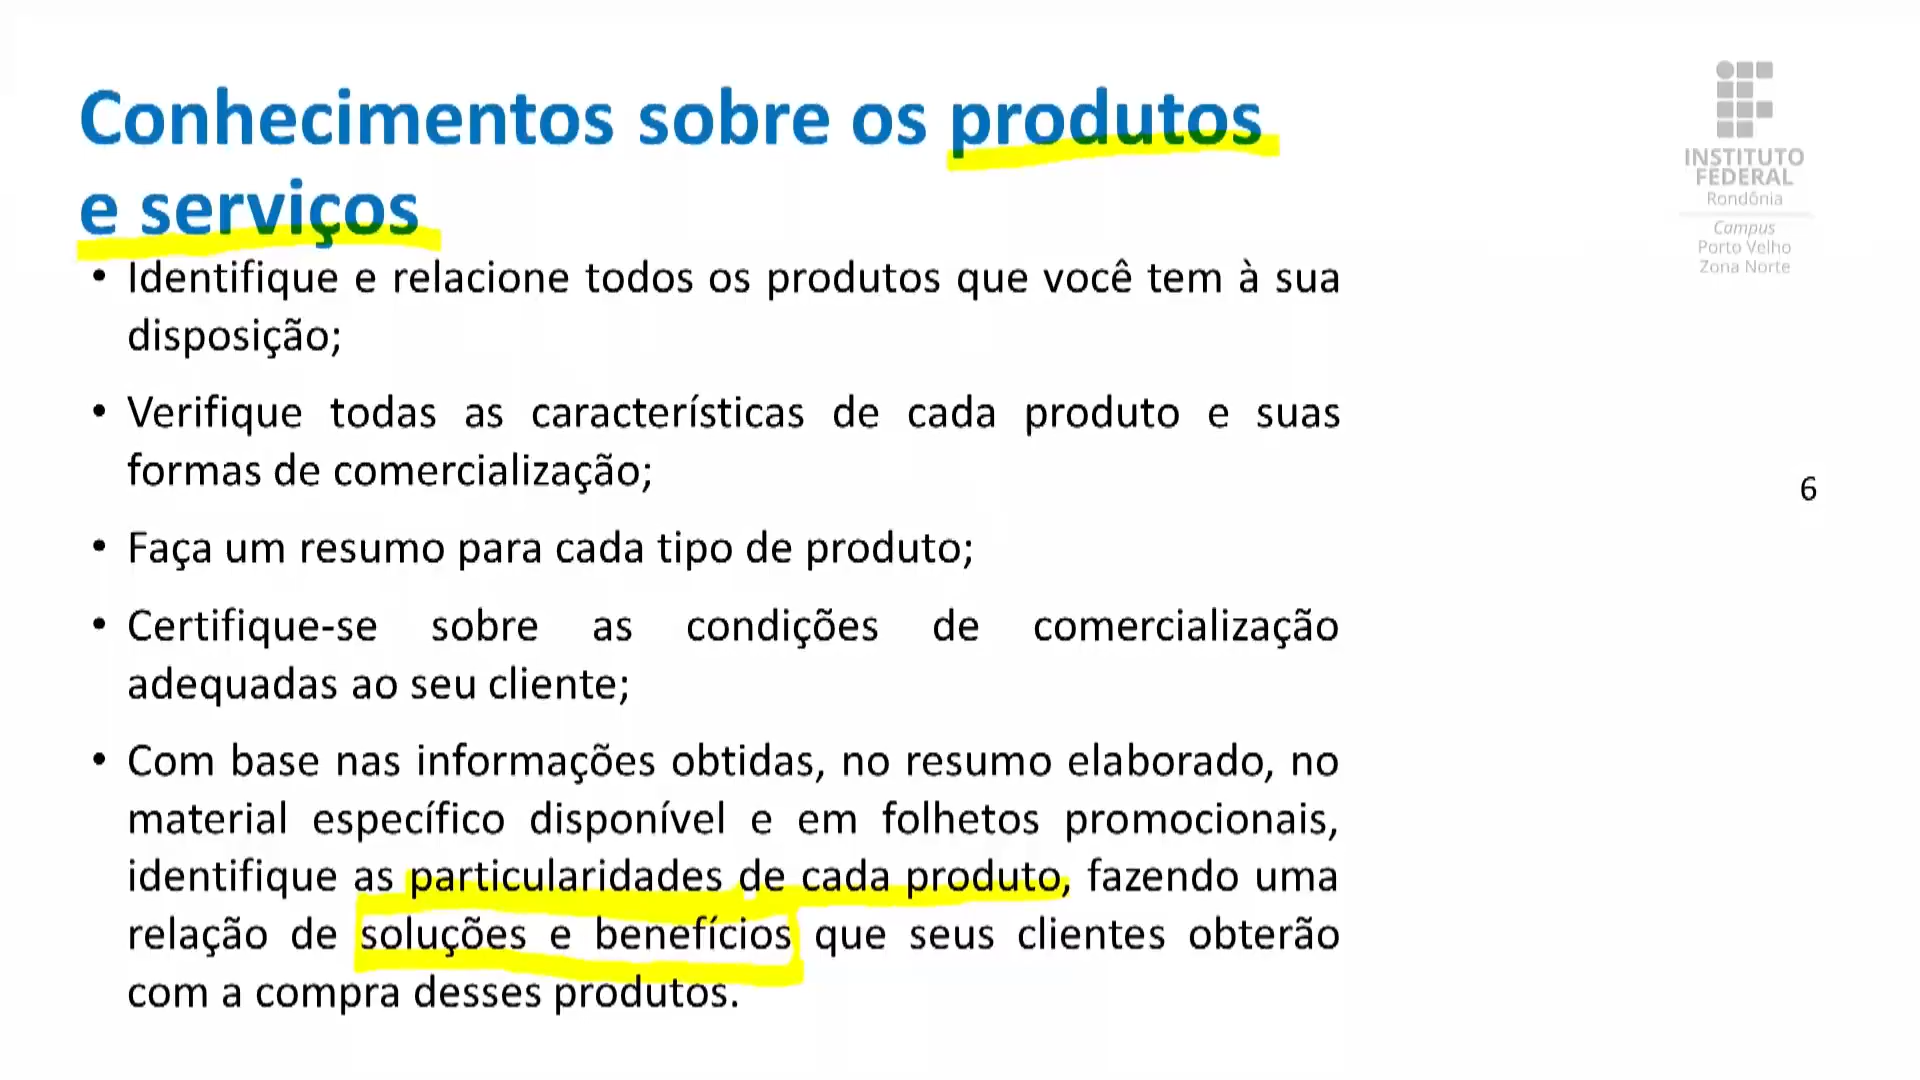 Conhecimentos sobre os produtos
e serviços
• Identifique e relacione todos os produtos que você tem à sua
disposição;
• Verifique todas as características de cada produto e suas
formas de comercialização;
• Faça um resumo para cada tipo de produto;
• Certifique-se sobre as condições de comercialização
adequadas ao seu cliente;
• Com base nas informações obtidas, no resumo elaborado, no
material específico disponível e em folhetos promocionais,
identifique as particularidades de cada produto, fazendo uma
relação de soluções e benefícios que seus clientes obterão
com a compra desses produtos.
INSTITUTO
FEDERAL
Rondônia
Campus
Porto Velho
Zona Norte
6